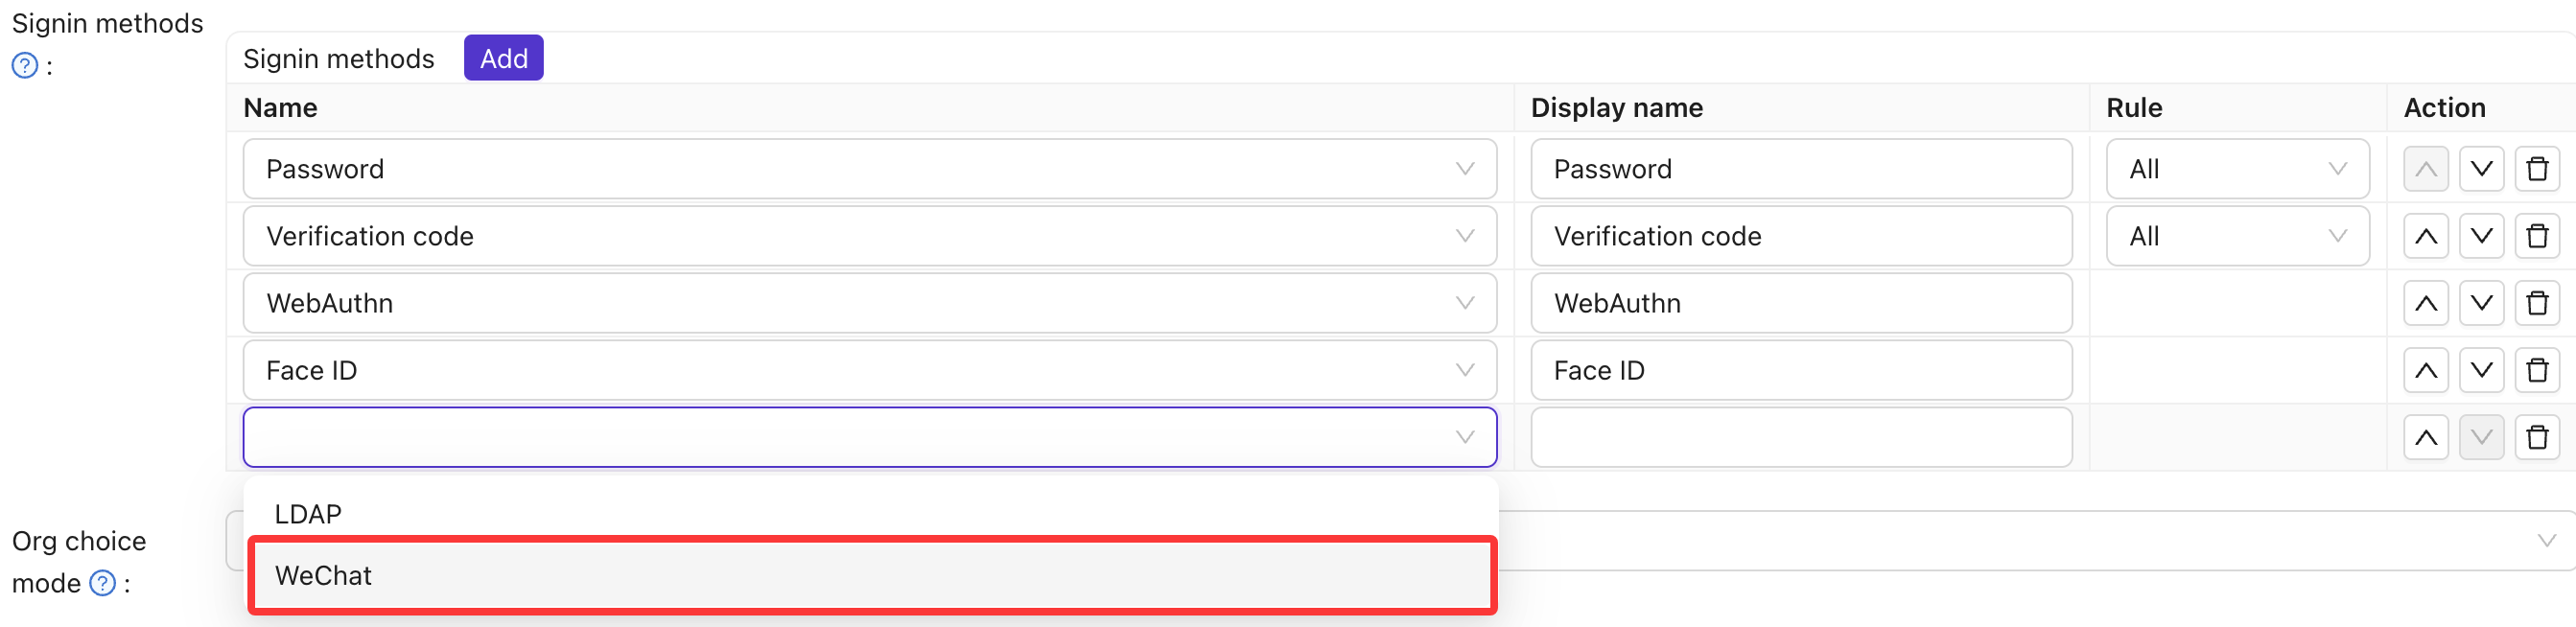 Signin methods
? :
Signin methods Add
Name Display name Rule Action
Password Password All
Verification code Verification code All
WebAuthn WebAuthn
Face ID Face ID
LDAP
WeChat
Org choice
mode ? :